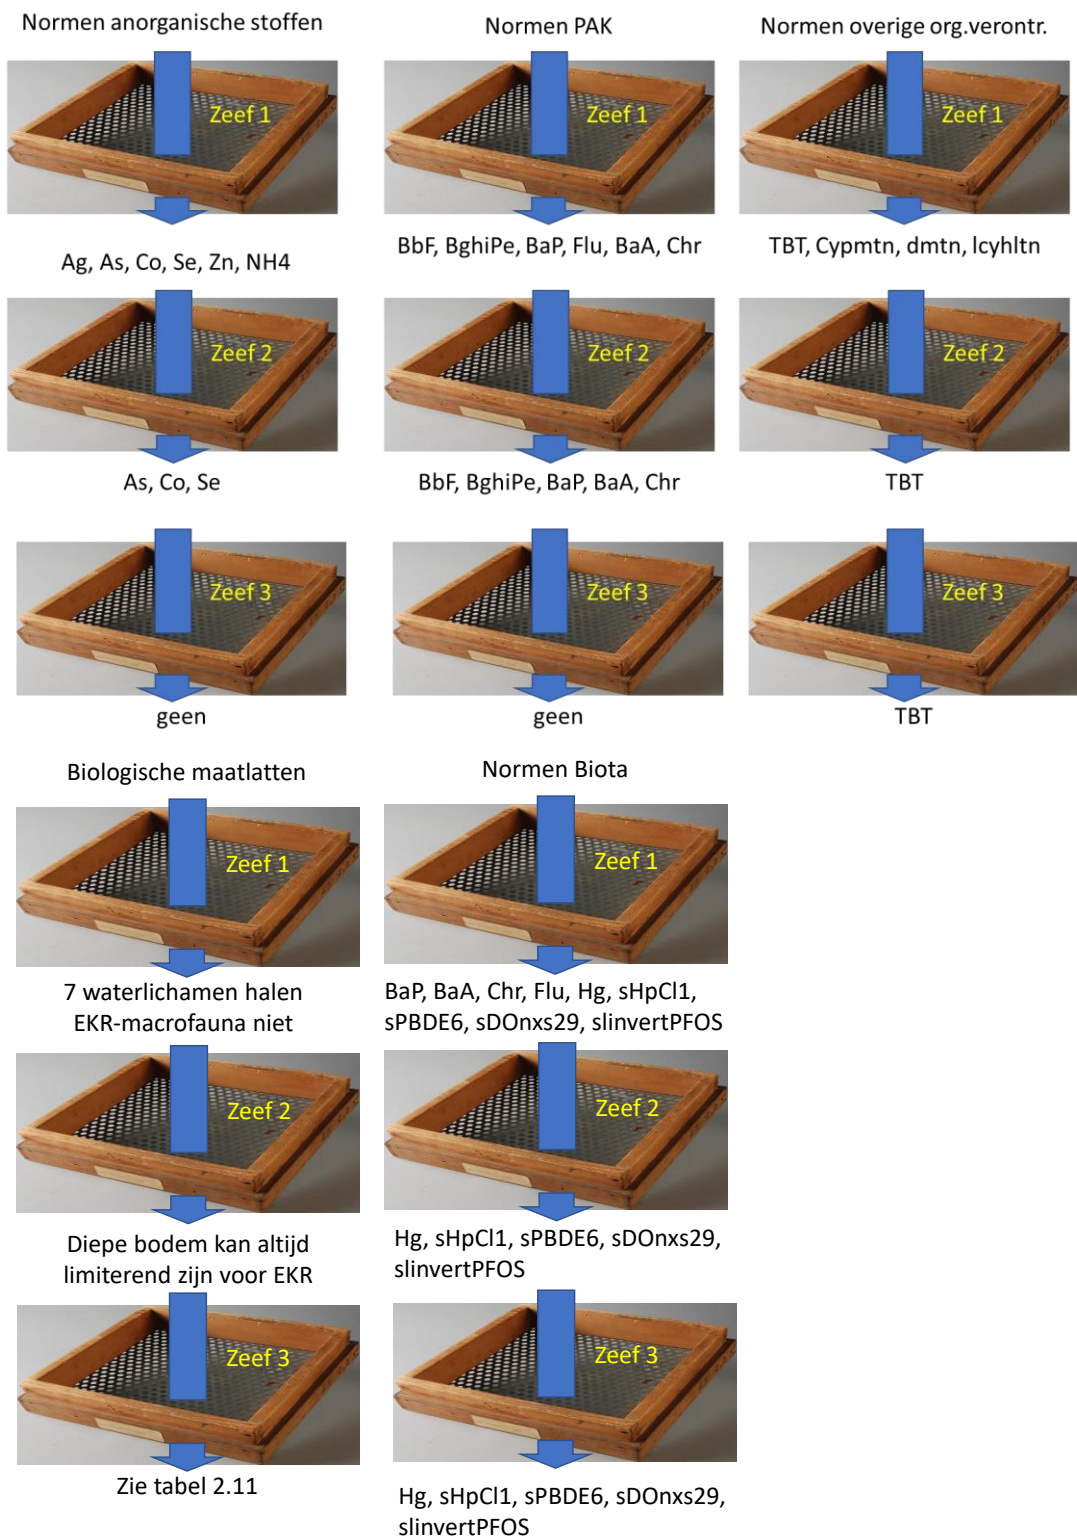 Normen anorganische stoffen
Normen PAK
Normen overige org.verontr.
Zeef 1
Zeef 1
Zeef 1
Ag, As, Co, Se, Zn, NH4
BbF, BghiPe, BaP, Flu, BaA, Chr
TBT, Cypmtn, dmtn, lcyhltn
Zeef 2
Zeef 2
Zeef 2
As, Co, Se
BbF, BghiPe, BaP, BaA, Chr
TBT
Zeef 3
Zeef 3
Zeef 3
geen
geen
TBT
Biologische maatlatten
Normen Biota
Zeef 1
Zeef 1
7 waterlichamen halen
EKR-macrofauna niet
BaP, BaA, Chr, Flu, Hg, sHpCl1,
sPBDE6, sDOnxs29, slinvertPFOS
Zeef 2
Zeef 2
Diepe bodem kan altijd
limiterend zijn voor EKR
Hg, sHpCl1, sPBDE6, sDOnxs29,
slinvertPFOS
Zeef 3
Zeef 3
Zie tabel 2.11
Hg, sHpCl1, sPBDE6, sDOnxs29,
slinvertPFOS